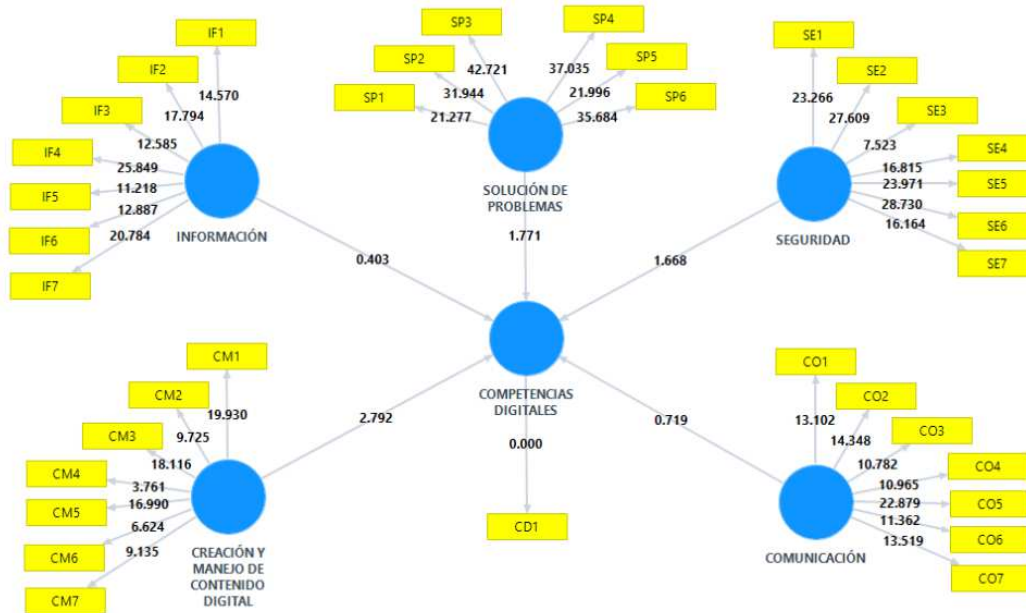 IF1
IF2
IF3
IF4
IF5
IF6
IF7
14.570
17.794
12.585
25.849
11.218
12.887
20.784
INFORMACIÓN
SP1
SP2
SP3
SP4
SP5
SP6
21.277
31.944
42.721
37.035
21.996
35.684
SOLUCIÓN DE
PROBLEMAS
SE1
SE2
SE3
SE4
SE5
SE6
SE7
23.266
27.609
7.523
16.815
23.971
28.730
16.164
SEGURIDAD
0.403
1.771
1.668
COMPETENCIAS
DIGITALES
2.792
0.000
0.719
CD1
CM1
CM2
CM3
CM4
CM5
CM6
CM7
19.930
9.725
18.116
3.761
16.990
6.624
9.135
CREACIÓN Y
MANEJO DE
CONTENIDO
DIGITAL
CO1
CO2
CO3
CO4
CO5
CO6
CO7
13.102
14.348
10.782
10.965
22.879
11.362
13.519
COMUNICACIÓN